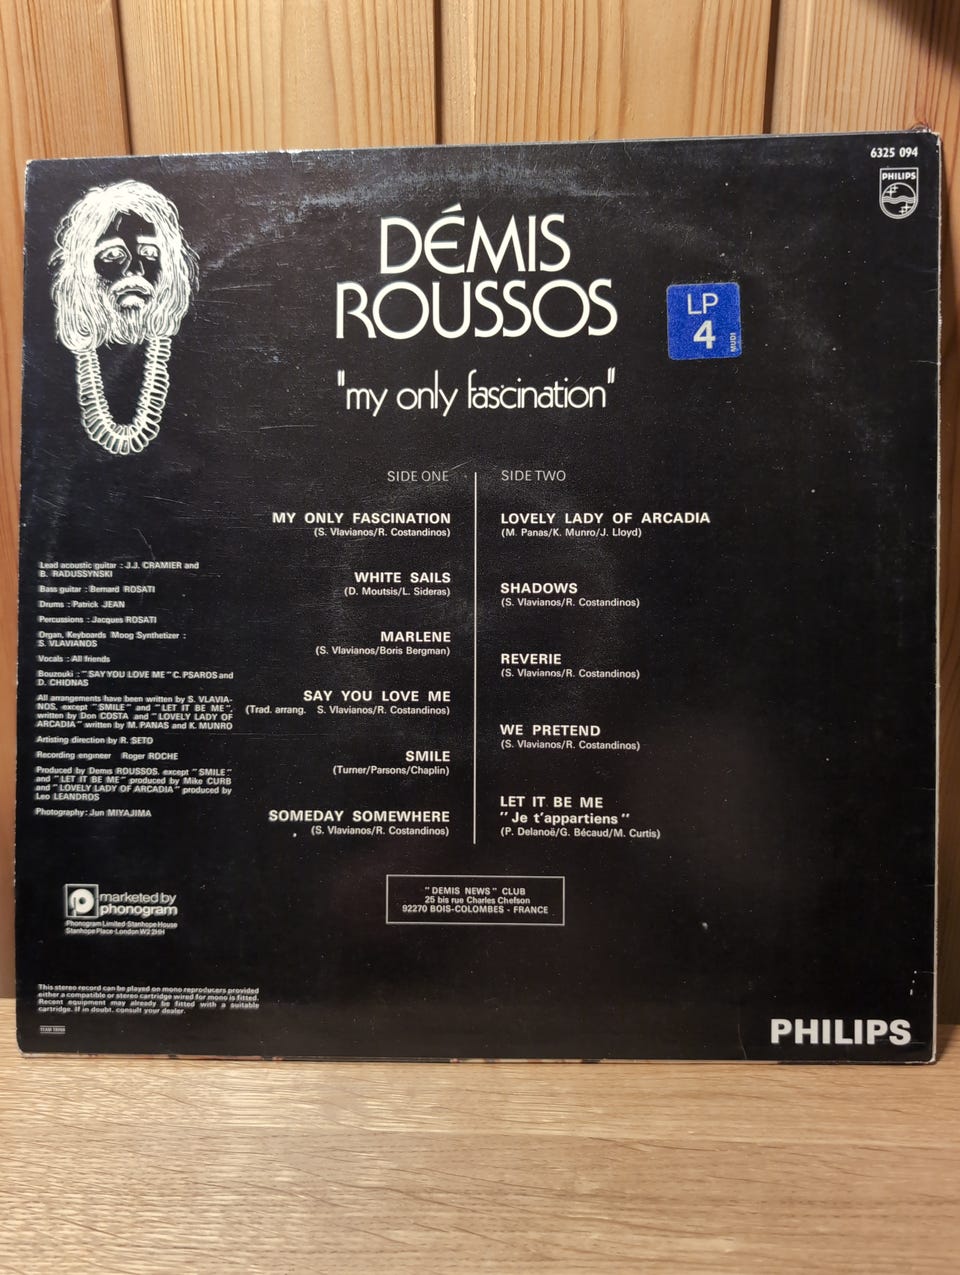 6325 094
PHILIPS
DÉMIS
ROUSSOS
"my only fascination"
LP
4
MUDI
SIDE ONE
MY ONLY FASCINATION
(S. Vlavianos/R. Costandinos)
WHITE SAILS
(D. Moutsis/L. Sideras)
MARLENE
(S. Vlavianos/Boris Bergman)
SAY YOU LOVE ME
(Trad. arrang. S. Vlavianos/R. Costandinos)
SMILE
(Turner/Parsons/Chaplin)
SOMEDAY SOMEWHERE
(S. Vlavianos/R. Costandinos)
SIDE TWO
LOVELY LADY OF ARCADIA
(M. Panas/K. Munro/J. Lloyd)
SHADOWS
(S. Vlavianos/R. Costandinos)
REVERIE
(S. Vlavianos/R. Costandinos)
WE PRETEND
(S. Vlavianos/R. Costandinos)
LET IT BE ME
"Je t'appartiens"
(P. Delanoë/G. Bécaud/M. Curtis)
Lead acoustic guitar : J.J. CRAMIER and
B. RADUSSYNSKI
Bass guitar : Bernard ROSATI
Drums : Patrick JEAN
Percussions : Jacques ROSATI
Organ, Keyboards Moog Synthetizer :
S. VLAVIANOS
Vocals : All friends
Bouzouki : "SAY YOU LOVE ME" C. PSAROS and
D. CHIONAS
All arrangements have been written by S. VLAVIA-
NOS. except "SMILE" and "LET IT BE ME",
written by Don COSTA and "LOVELY LADY OF
ARCADIA" written by M. PANAS and K. MUNRO
Artisting direction by R. SETO
Recording engineer Roger ROCHE
Produced by Demis ROUSSOS. except "SMILE"
and "LET IT BE ME" produced by Mike CURB
and "LOVELY LADY OF ARCADIA" produced by
Leo LEANDROS
Photography : Jun MIYAJIMA
marketed by
phonogram
Phonogram Limited·Stanhope House
Stanhope Place·London W2 2HH
"DEMIS NEWS" CLUB
25 bis rue Charles Chefson
92270 BOIS-COLOMBES - FRANCE
This stereo record can be played on mono reproducers provided
either a compatible or stereo cartridge wired for mono is fitted.
Recent equipment may already be fitted with a suitable
cartridge. If in doubt, consult your dealer.
PHILIPS